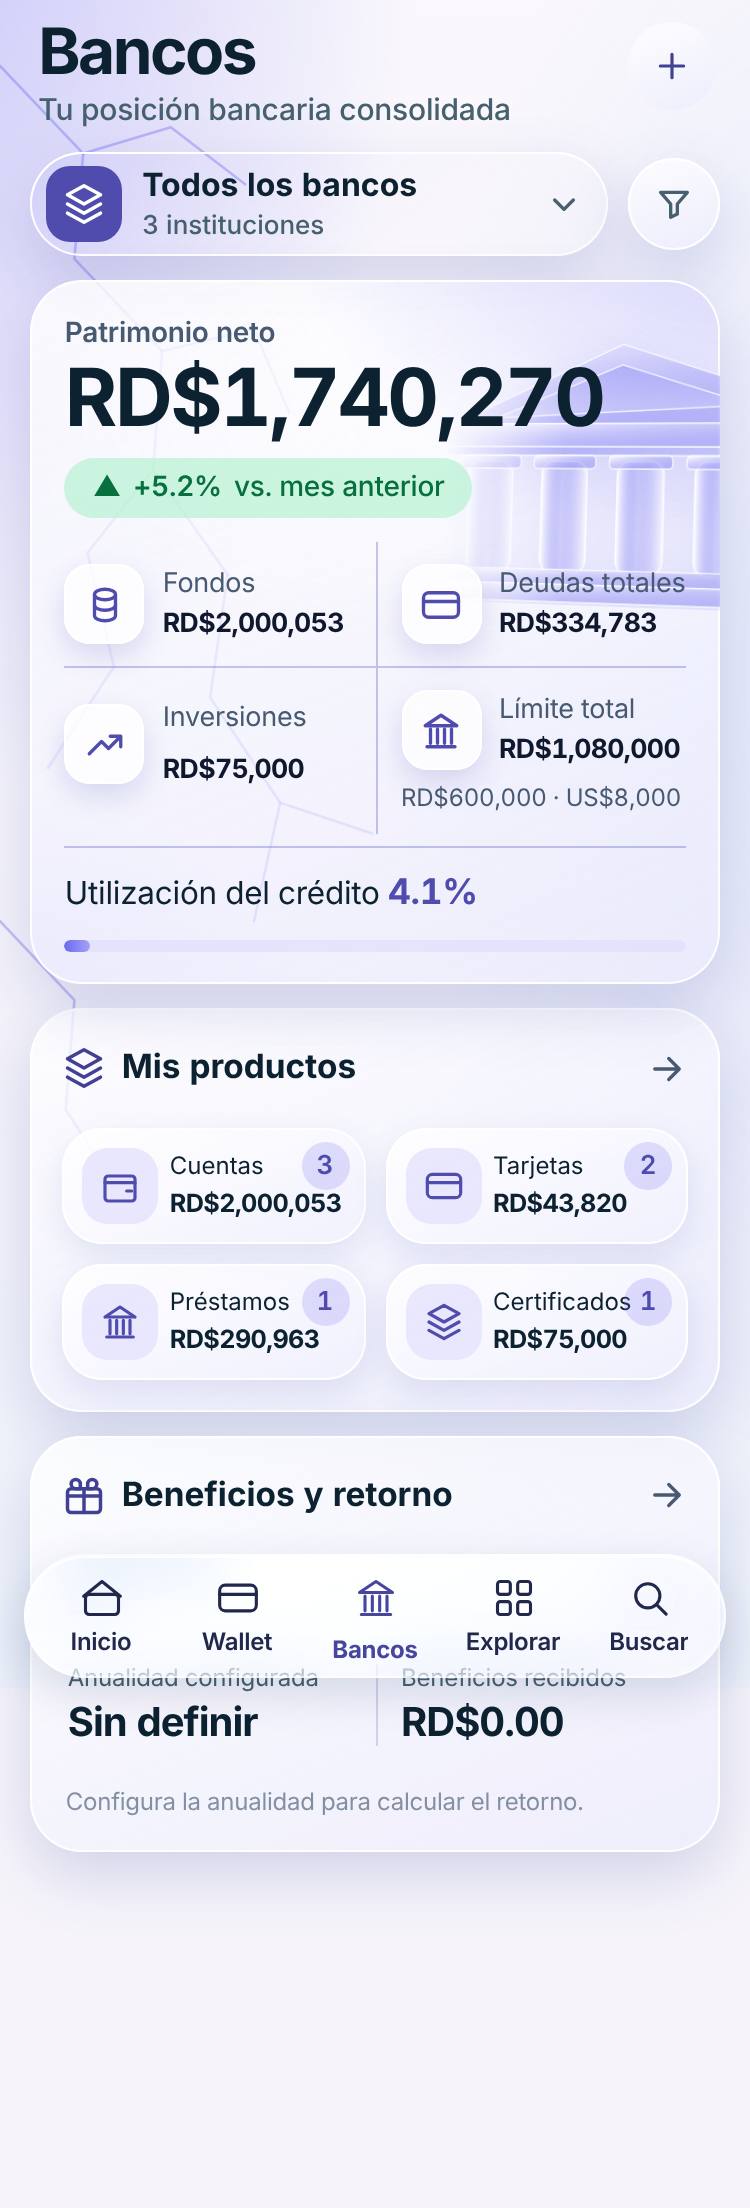 Bancos
Tu posición bancaria consolidada
Todos los bancos
3 instituciones
Patrimonio neto
RD$1,740,270
▲ +5.2% vs. mes anterior
Fondos
RD$2,000,053
Deudas totales
RD$334,783
Inversiones
RD$75,000
Límite total
RD$1,080,000
RD$600,000 · US$8,000
Utilización del crédito 4.1%
Mis productos
Cuentas 3
RD$2,000,053
Tarjetas 2
RD$43,820
Préstamos 1
RD$290,963
Certificados 1
RD$75,000
Beneficios y retorno
Inicio
Wallet
Bancos
Explorar
Buscar
Anualidad configurada
Sin definir
Beneficios recibidos
RD$0.00
Configura la anualidad para calcular el retorno.